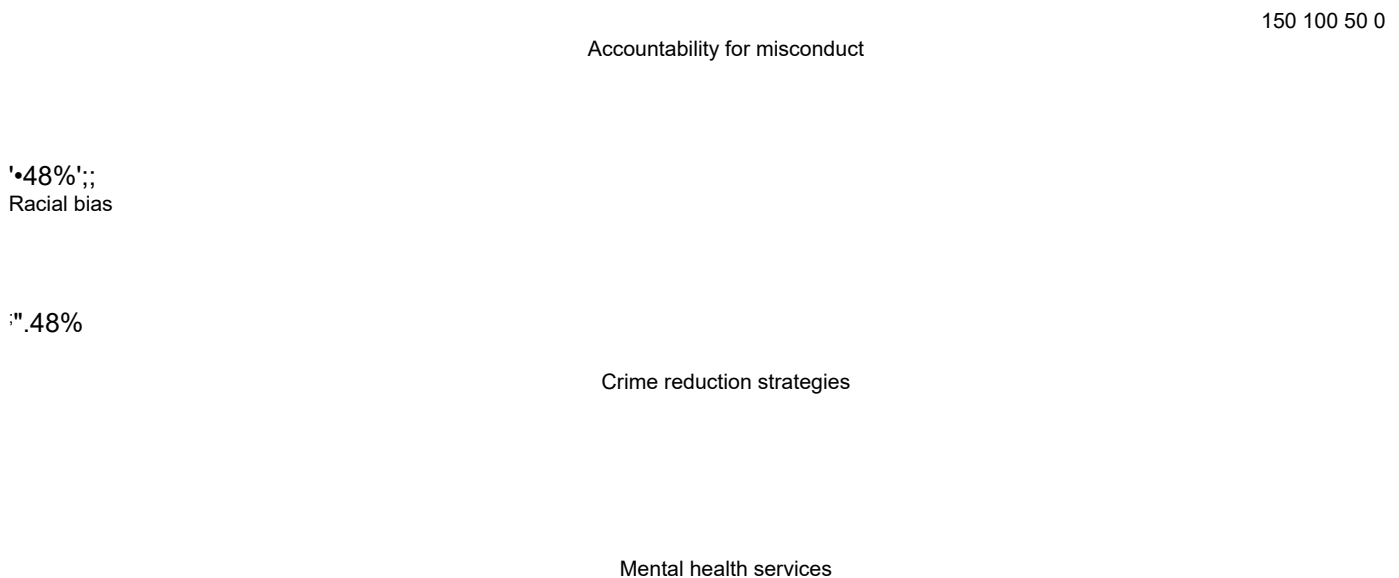 150 100 50 0
Accountability for misconduct
'•48%';;
Racial bias
;".48%
Crime reduction strategies
Mental health services